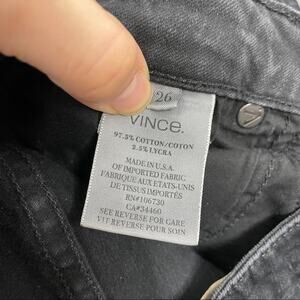 26
VINCE.
97.5% COTTON/COTON
2.5% LYCRA
MADE IN U.S.A.
OF IMPORTED FABRIC
FABRIQUE AUX ETATS-UNIS
DE TISSUS IMPORTÉS
RN#106730
CA#34460
SEE REVERSE FOR CARE
VIT REVERSE POUR SOIN